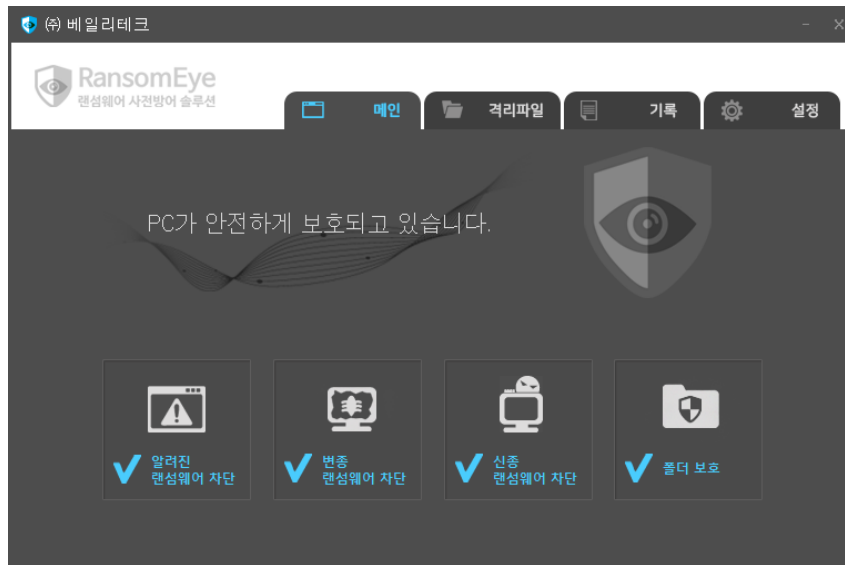 ㈜ 베일리테크
RansomEye
랜섬웨어 사전방어 솔루션
메인
격리파일
기록
설정
PC가 안전하게 보호되고 있습니다.
알려진
랜섬웨어 차단
변종
랜섬웨어 차단
신종
랜섬웨어 차단
폴더 보호